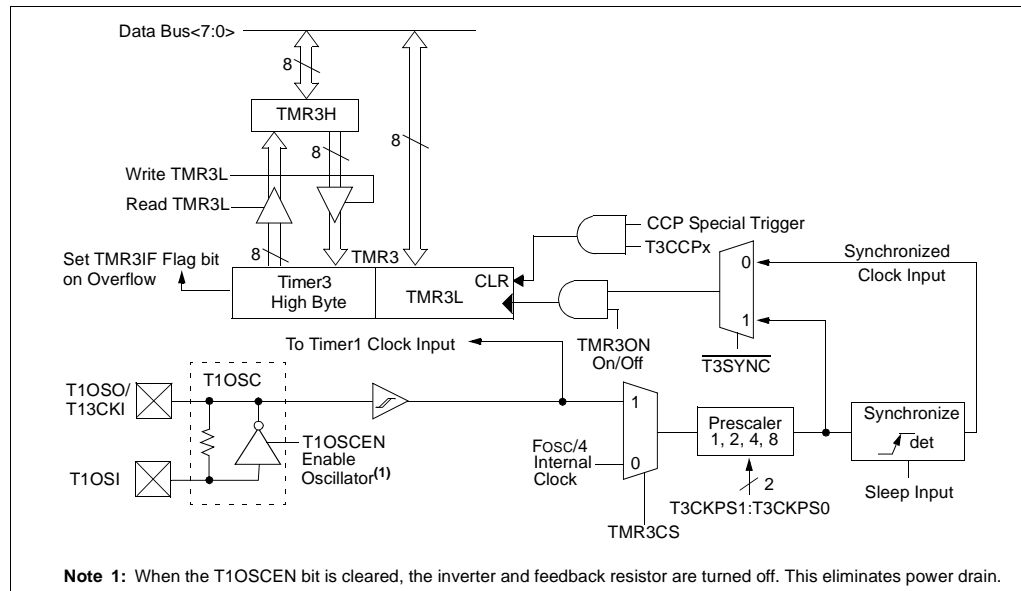 Data Bus<7:0>
8
TMR3H
8
8
Write TMR3L
Read TMR3L
CCP Special Trigger
T3CCPx
8
TMR3
Set TMR3IF Flag bit
on Overflow
Timer3
High Byte
TMR3L
CLR
0
1
Synchronized
Clock Input
TMR3ON
On/Off
T3SYNC
To Timer1 Clock Input
T1OSC
T1OSO/
T13CKI
1
Prescaler
1, 2, 4, 8
Synchronize
det
T1OSCEN
Enable
Oscillator(1)
FOSC/4
Internal
Clock
0
T1OSI
2
Sleep Input
T3CKPS1:T3CKPS0
TMR3CS
Note 1: When the T1OSCEN bit is cleared, the inverter and feedback resistor are turned off. This eliminates power drain.